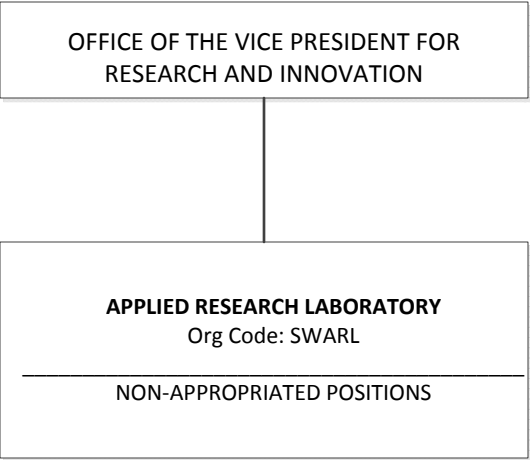 OFFICE OF THE VICE PRESIDENT FOR
RESEARCH AND INNOVATION
APPLIED RESEARCH LABORATORY
Org Code: SWARL
NON-APPROPRIATED POSITIONS